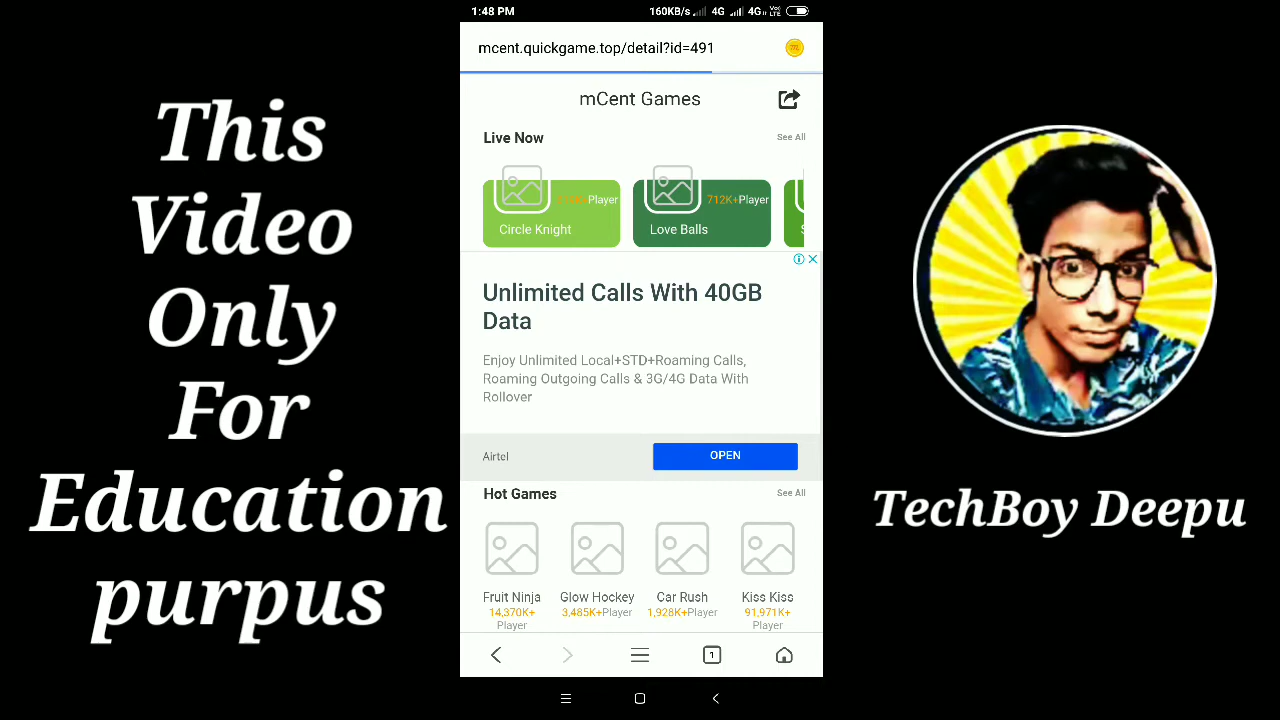 This
Video
Only
For
Education
purpus
1:48 PM
160KB/s 4G 4G Vo) LTE
mcent.quickgame.top/detail?id=491
mCent Games
Live Now
See All
Player
Circle Knight
712K+Player
Love Balls
Unlimited Calls With 40GB
Data
Enjoy Unlimited Local+STD+Roaming Calls,
Roaming Outgoing Calls & 3G/4G Data With
Rollover
Airtel
OPEN
Hot Games
See All
Fruit Ninja
14,370K+
Player
Glow Hockey
3,485K+Player
Car Rush
1,928K+Player
Kiss Kiss
91,971K+
Player
1
TechBoy Deepu